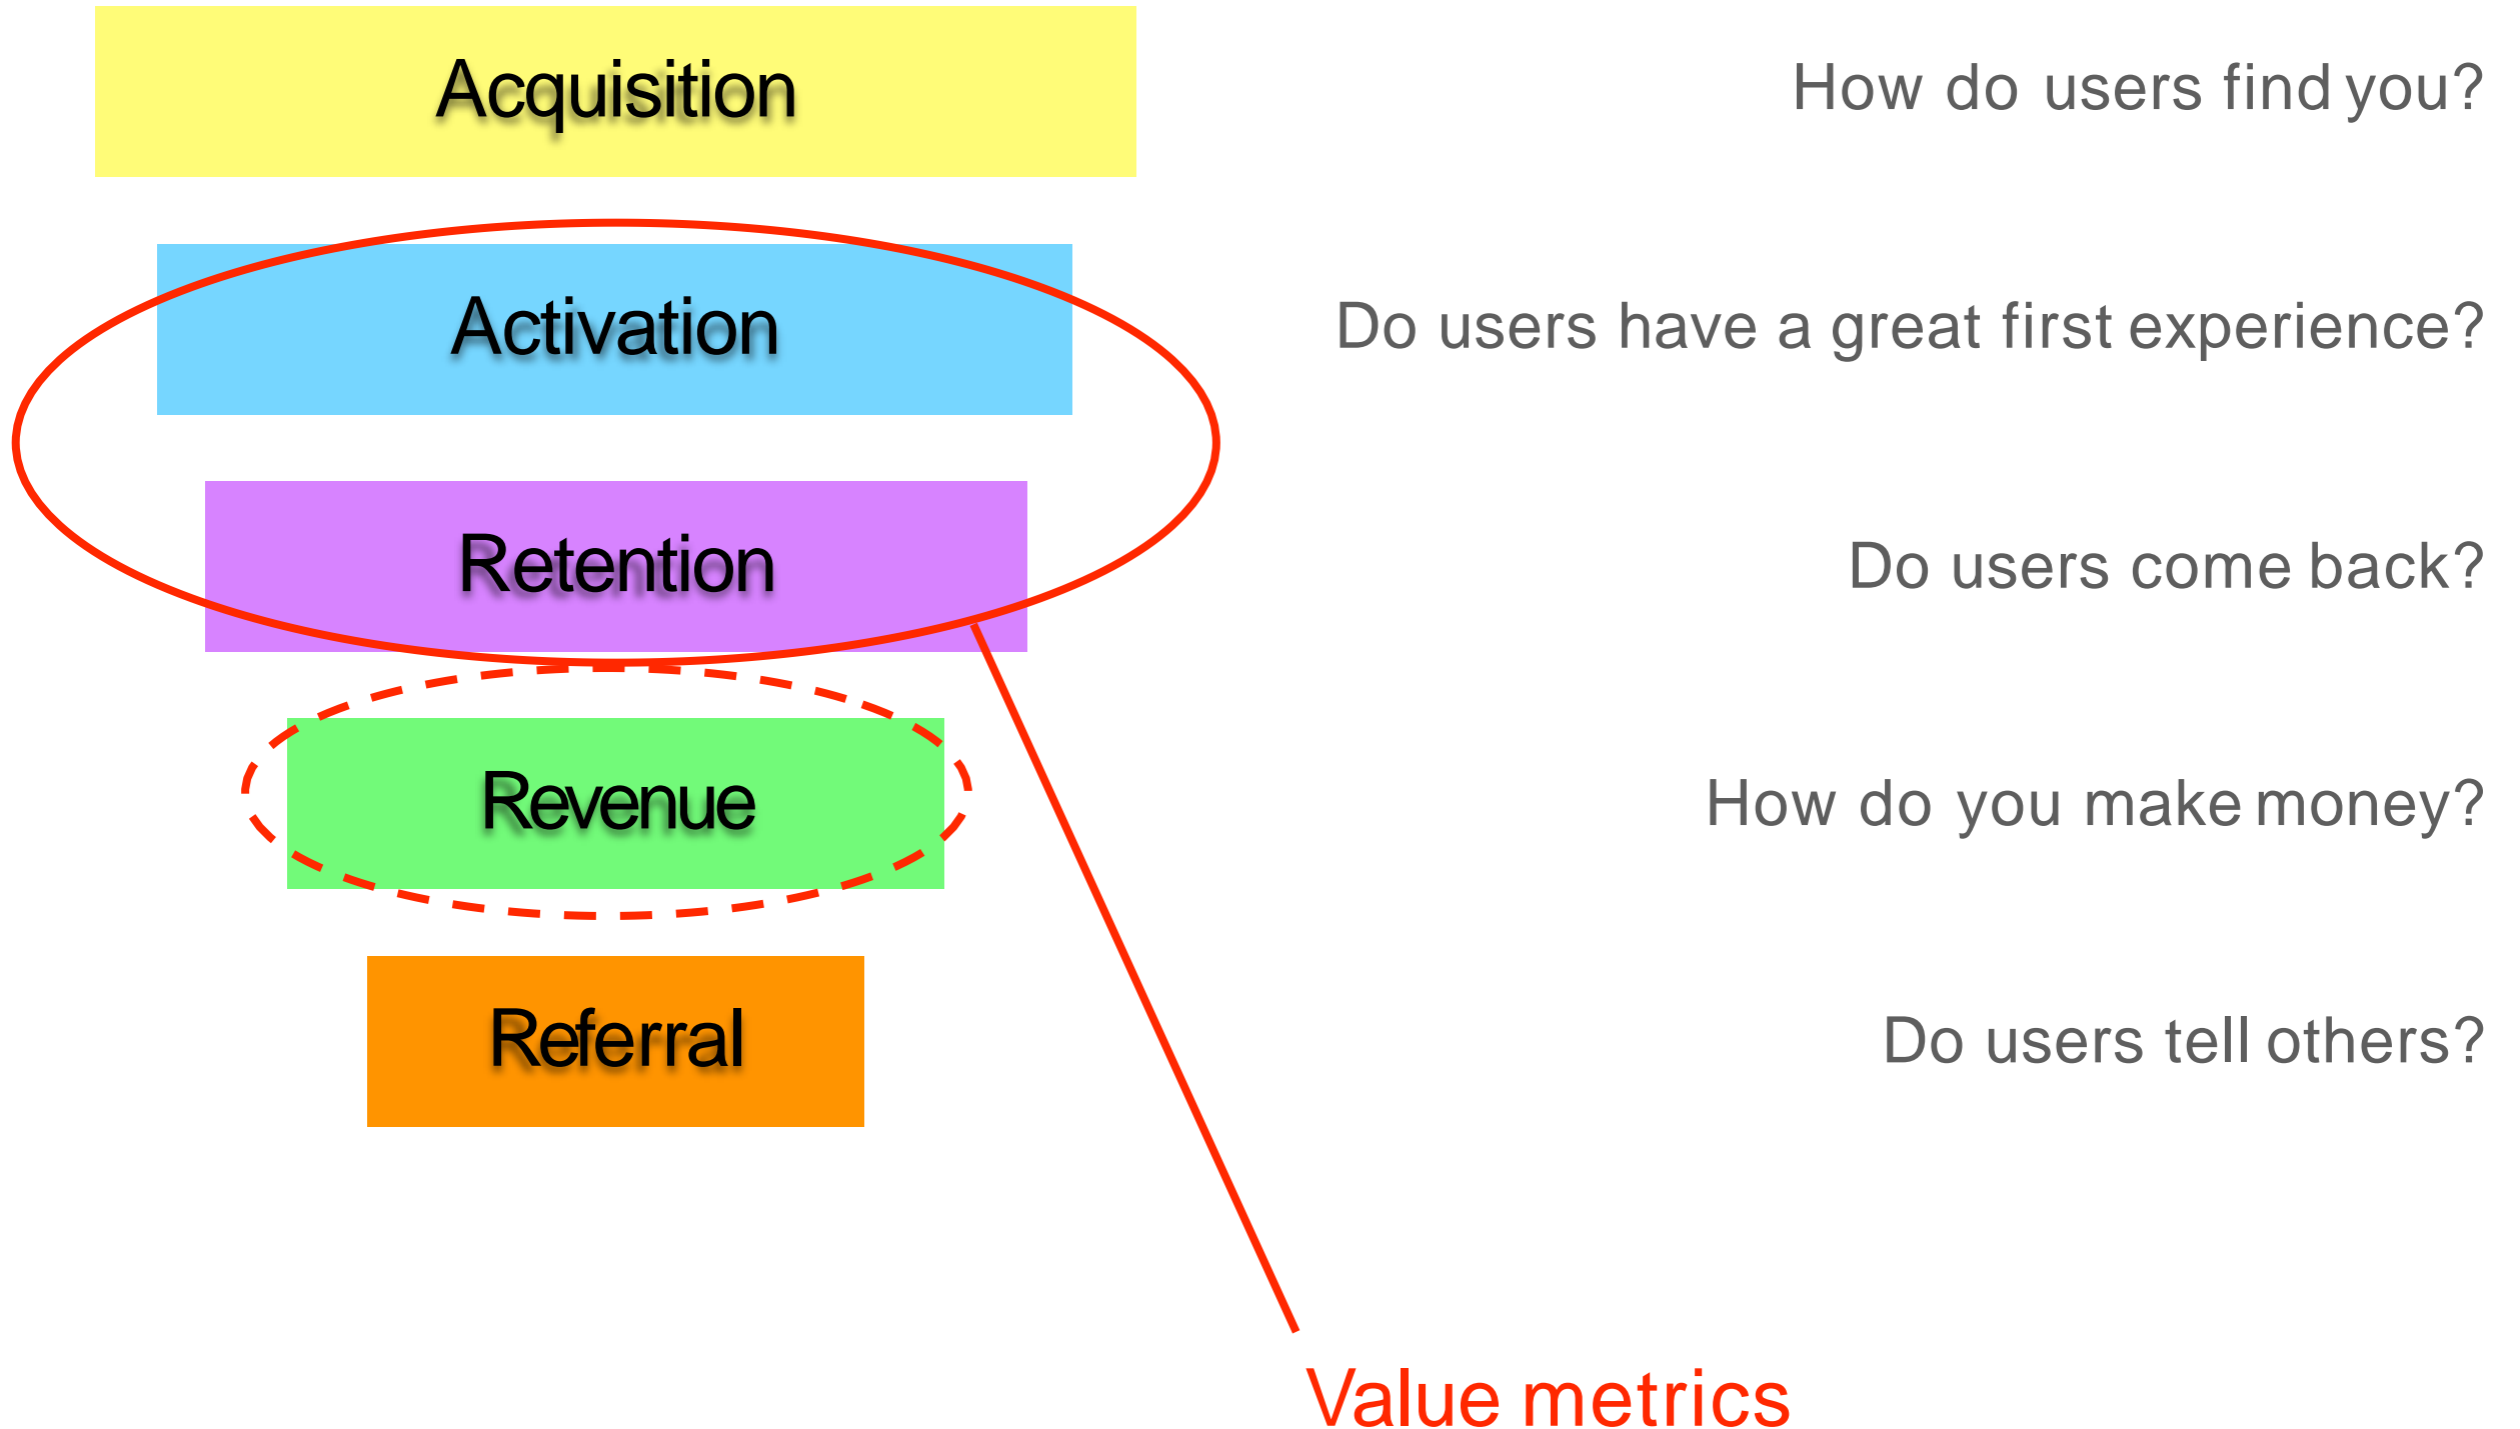 Acquisition
How do users find you?
Activation
Do users have a great first experience?
Retention
Do users come back?
Revenue
How do you make money?
Referral
Do users tell others?
Value metrics